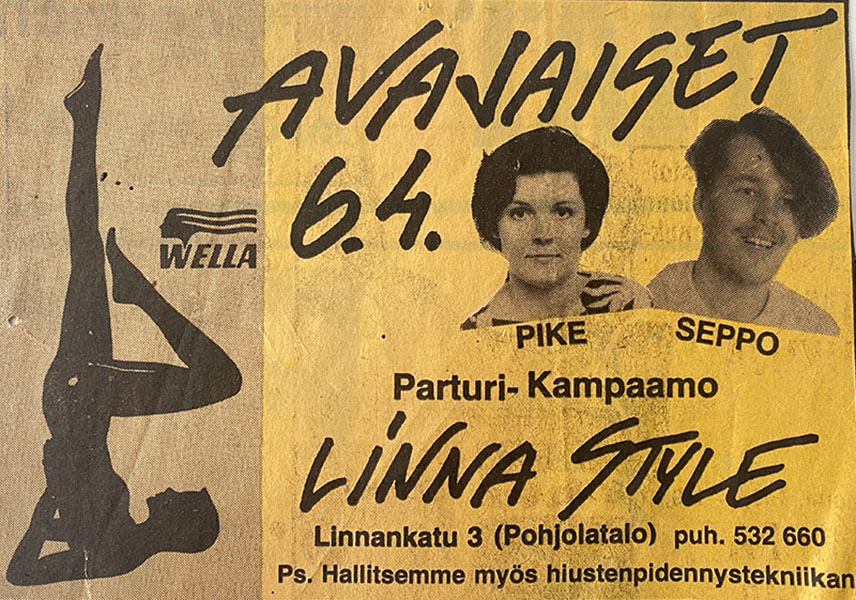 AVAJAISET
6.4.
WELLA
PIKE SEPPO
Parturi- Kampaamo
LINNA STYLE
Linnankatu 3 (Pohjolatalo) puh. 532 660
Ps. Hallitsemme myös hiustenpidennystekniikan